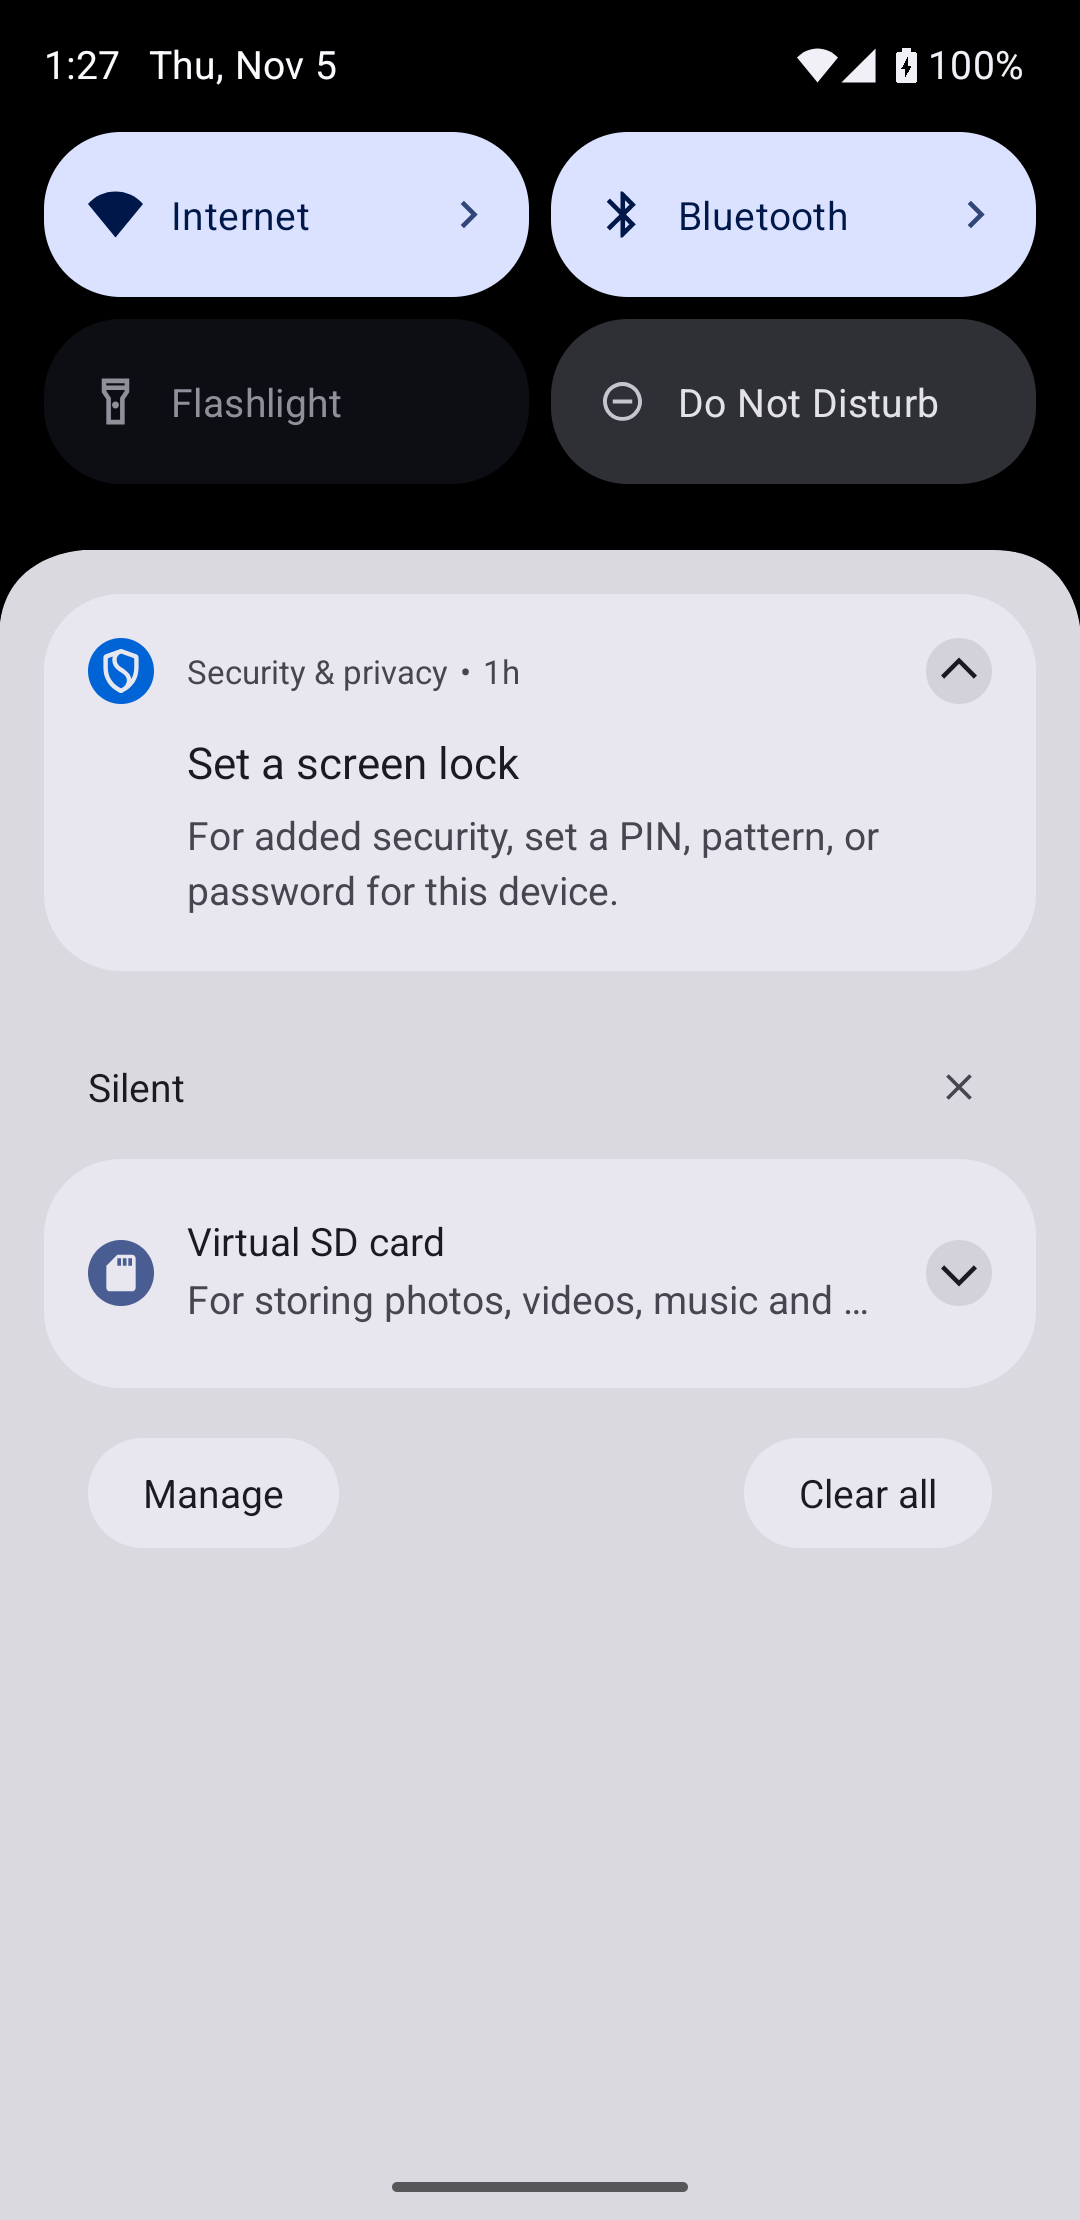 1:27 Thu, Nov 5 100%
Internet
Bluetooth
Flashlight
Do Not Disturb
Security & privacy • 1h
Set a screen lock
For added security, set a PIN, pattern, or
password for this device.
Silent
Virtual SD card
For storing photos, videos, music and …
Manage
Clear all